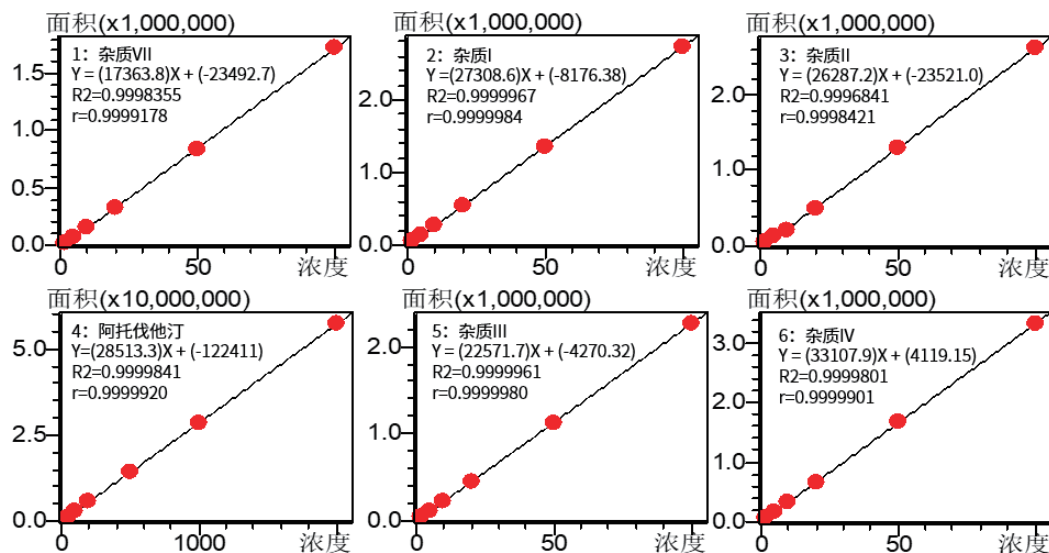 面积(x1,000,000)
1：杂质VII
Y = (17363.8)X + (-23492.7)
R2=0.9998355
r=0.9999178
1.5
1.0
0.5
0.0
0
50
浓度
面积(x1,000,000)
2：杂质I
Y = (27308.6)X + (-8176.38)
R2=0.9999967
r=0.9999984
2.0
1.0
0.0
0
50
浓度
面积(x1,000,000)
3：杂质II
Y = (26287.2)X + (-23521.0)
R2=0.9996841
r=0.9998421
2.0
1.0
0.0
0
50
浓度
面积(x10,000,000)
4：阿托伐他汀
Y=(28513.3)X + (-122411)
R2=0.9999841
r=0.9999920
5.0
2.5
0.0
0
1000
浓度
面积(x1,000,000)
5：杂质III
Y = (22571.7)X + (-4270.32)
R2=0.9999961
r=0.9999980
2.0
1.0
0.0
0
50
浓度
面积(x1,000,000)
6：杂质IV
Y = (33107.9)X + (4119.15)
R2=0.9999801
r=0.9999901
3.0
2.0
1.0
0.0
0
50
浓度